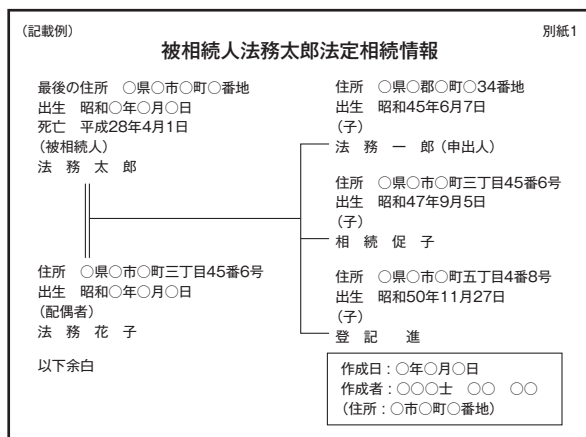 （記載例）
別紙1
被相続人法務太郎法定相続情報
最後の住所　○県○市○町○番地
出生　昭和○年○月○日
死亡　平成28年4月1日
（被相続人）
法　務　太　郎
住所　○県○市○町三丁目45番6号
出生　昭和○年○月○日
（配偶者）
法　務　花　子
以下余白
住所　○県○郡○町○34番地
出生　昭和45年6月7日
（子）
法　務　一　郎（申出人）
住所　○県○市○町三丁目45番6号
出生　昭和47年9月5日
（子）
相　続　促　子
住所　○県○市○町五丁目4番8号
出生　昭和50年11月27日
（子）
登　記　　進
作成日：○年○月○日
作成者：○○○士　○○　○○
（住所：○市○町○番地）